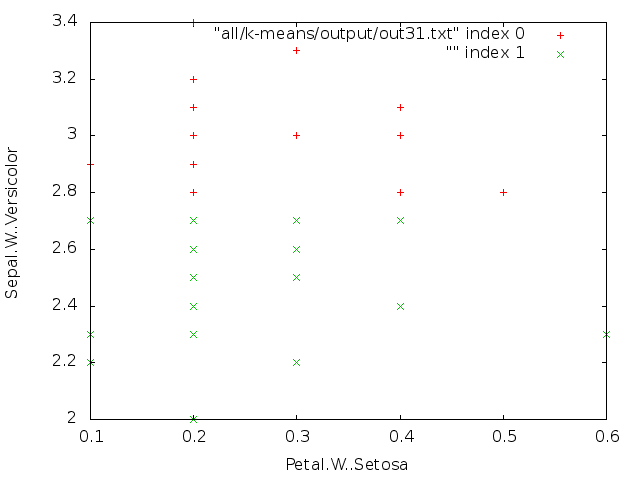 "all/k-means/output/out31.txt" index 0
"" index 1
3.4
3.2
3
2.8
2.6
2.4
2.2
2
0.1 0.2 0.3 0.4 0.5 0.6
Sepal.W..Versicolor
Petal.W..Setosa